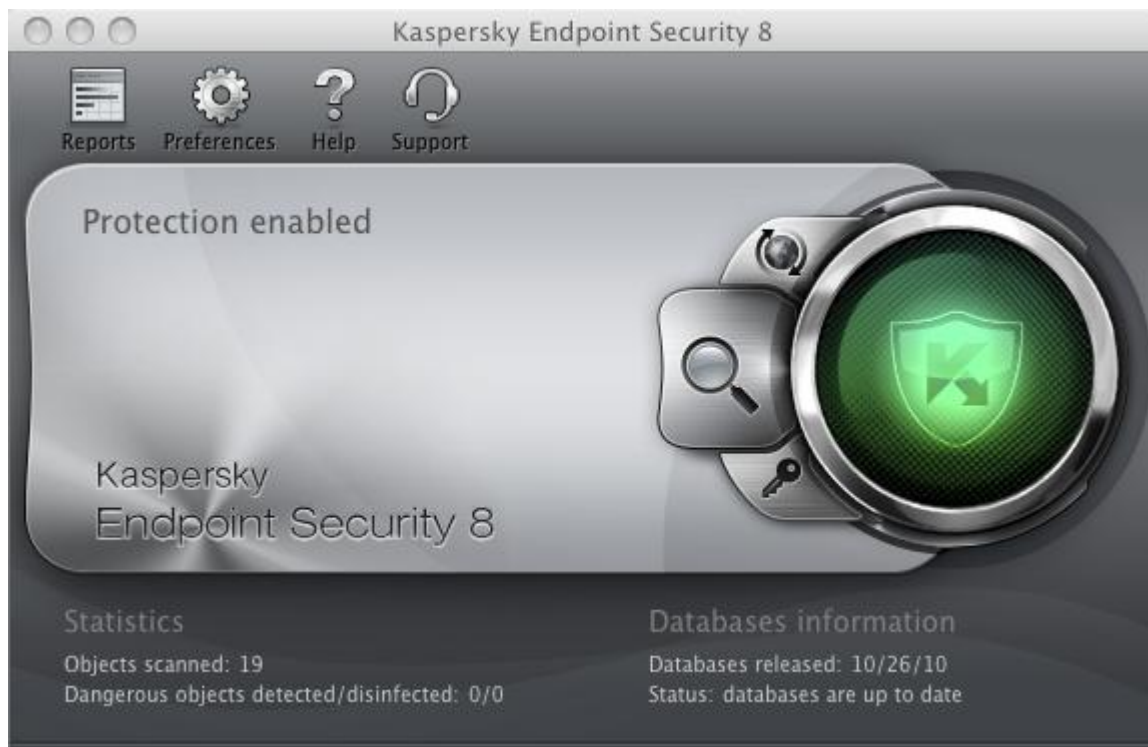 Kaspersky Endpoint Security 8
Reports Preferences Help Support
Protection enabled
Kaspersky
Endpoint Security 8
Statistics
Objects scanned: 19
Dangerous objects detected/disinfected: 0/0
Databases information
Databases released: 10/26/10
Status: databases are up to date